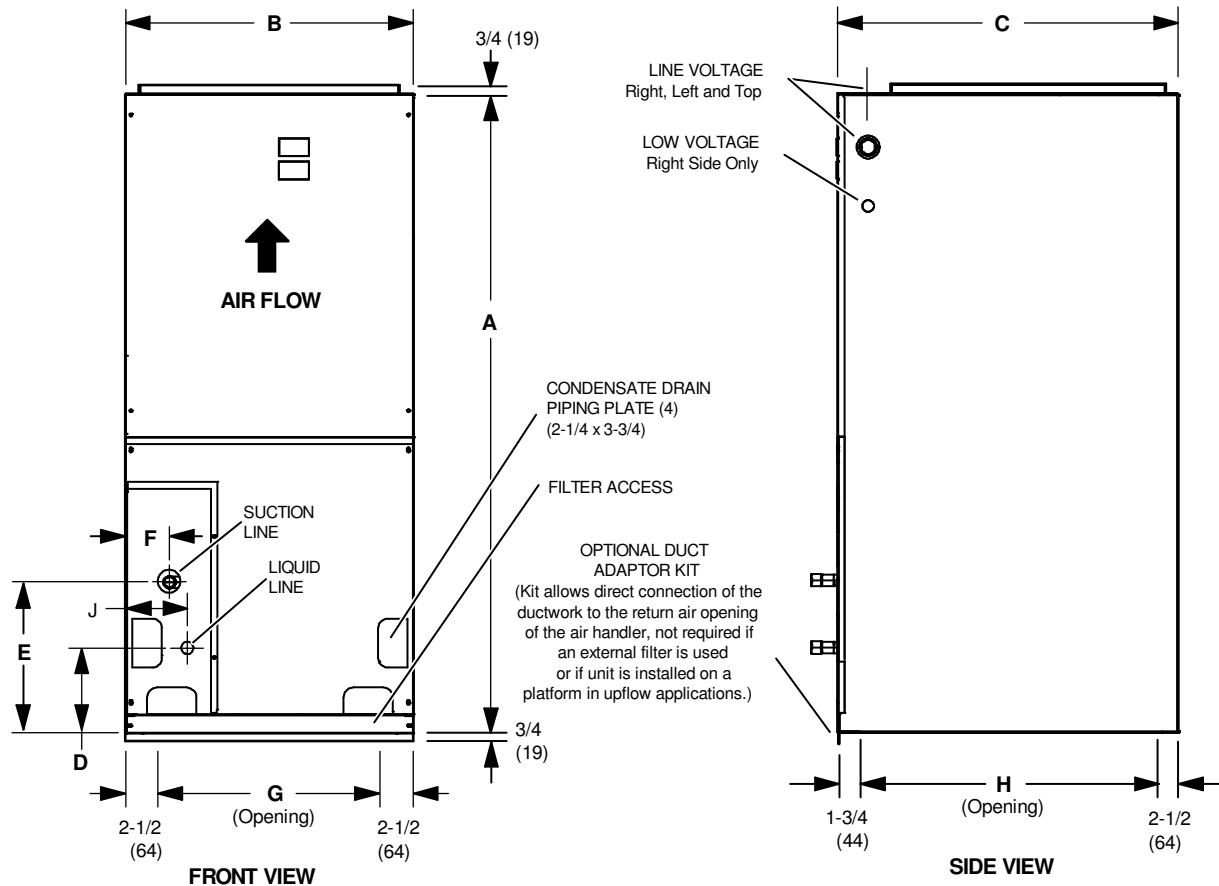 B
3/4 (19)
C
LINE VOLTAGE
Right, Left and Top
LOW VOLTAGE
Right Side Only
AIR FLOW
A
CONDENSATE DRAIN
PIPING PLATE (4)
(2-1/4 x 3-3/4)
FILTER ACCESS
SUCTION
LINE
F
LIQUID
LINE
J
E
D
OPTIONAL DUCT
ADAPTOR KIT
(Kit allows direct connection of the
ductwork to the return air opening
of the air handler, not required if
an external filter is used
or if unit is installed on a
platform in upflow applications.)
3/4
(19)
G
(Opening)
2-1/2
(64)
2-1/2
(64)
FRONT VIEW
H
(Opening)
1-3/4
(44)
2-1/2
(64)
SIDE VIEW